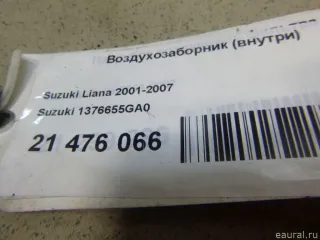 Воздухозаборник (внутри)
Suzuki Liana 2001-2007
Suzuki 1376655GA0
21 476 066
eaural.ru